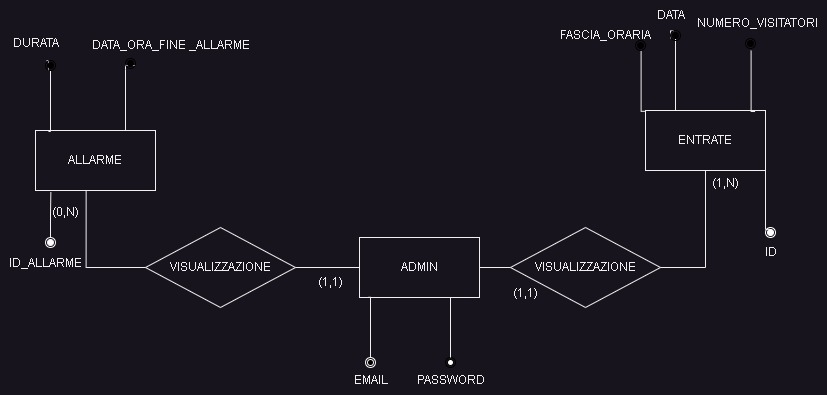 DURATA
DATA_ORA_FINE _ALLARME
FASCIA_ORARIA
DATA
NUMERO_VISITATORI
ALLARME
ENTRATE
(0,N)
(1,N)
ID_ALLARME
VISUALIZZAZIONE
(1,1)
ADMIN
(1,1)
VISUALIZZAZIONE
ID
EMAIL
PASSWORD